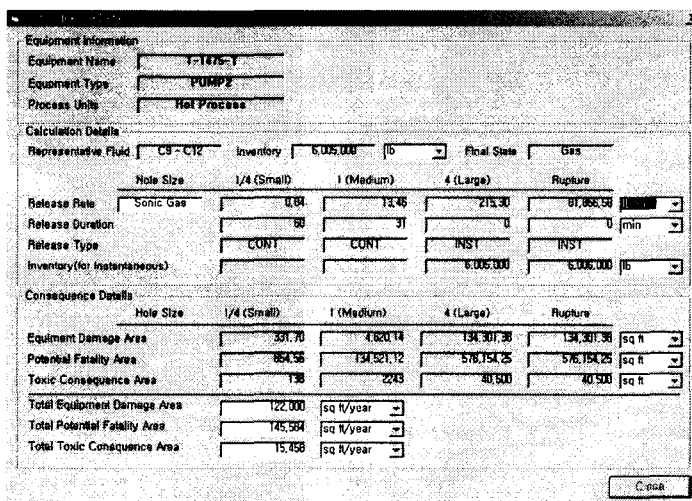 Equipment Information
Equipment Name T-1475-T
Equipment Type PUMP2
Process Units Hot Process
Calculation Details
Representative Fluid C9 - C12 Inventory 6,005,000 lb Final State Gas
Hole Size 1/4 (Small) 1 (Medium) 4 (Large) Rupture
Release Rate Sonic Gas 0,84 13,46 215,30
Release Duration 60 31 0 0 min
Release Type CONT CONT INST INST
Inventory(for Instantaneous) 6,005,000 6,005,000 lb
Consequence Details
Hole Size 1/4 (Small) 1 (Medium) 4 (Large) Rupture
Equiment Damage Area 331,70 4,620,14 134,301,38 134,301,38 sq ft
Potential Fatality Area 854,56 134,521,12 576,154,25 576,154,25 sq ft
Toxic Consequence Area 138 2243 40,500 40,500 sq ft
Total Equipment Damage Area 122,000 sq ft/year
Total Potential Fatality Area 145,584 sq ft/year
Total Toxic Consequence Area 15,458 sq ft/year
Close